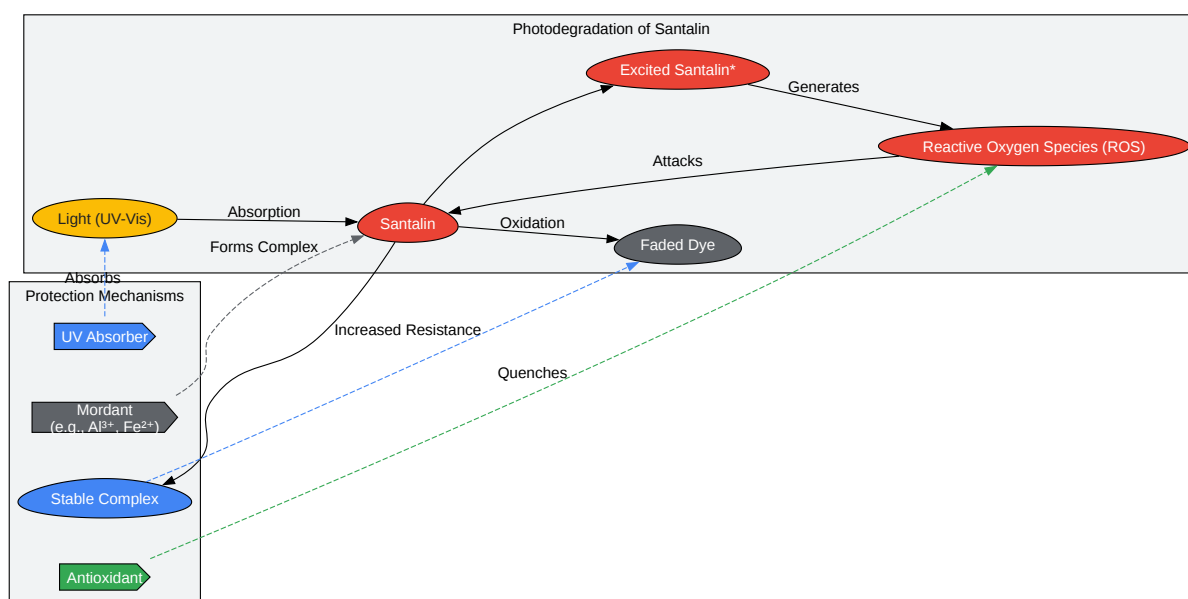 Photodegradation of Santalin
Excited Santalin*
Generates
Reactive Oxygen Species (ROS)
Attacks
Light (UV-Vis)
Absorption
Santalin
Oxidation
Faded Dye
Forms Complex
Absorbs
Protection Mechanisms
UV Absorber
Increased Resistance
Quenches
Mordant
(e.g., Al³⁺, Fe²⁺)
Stable Complex
Antioxidant